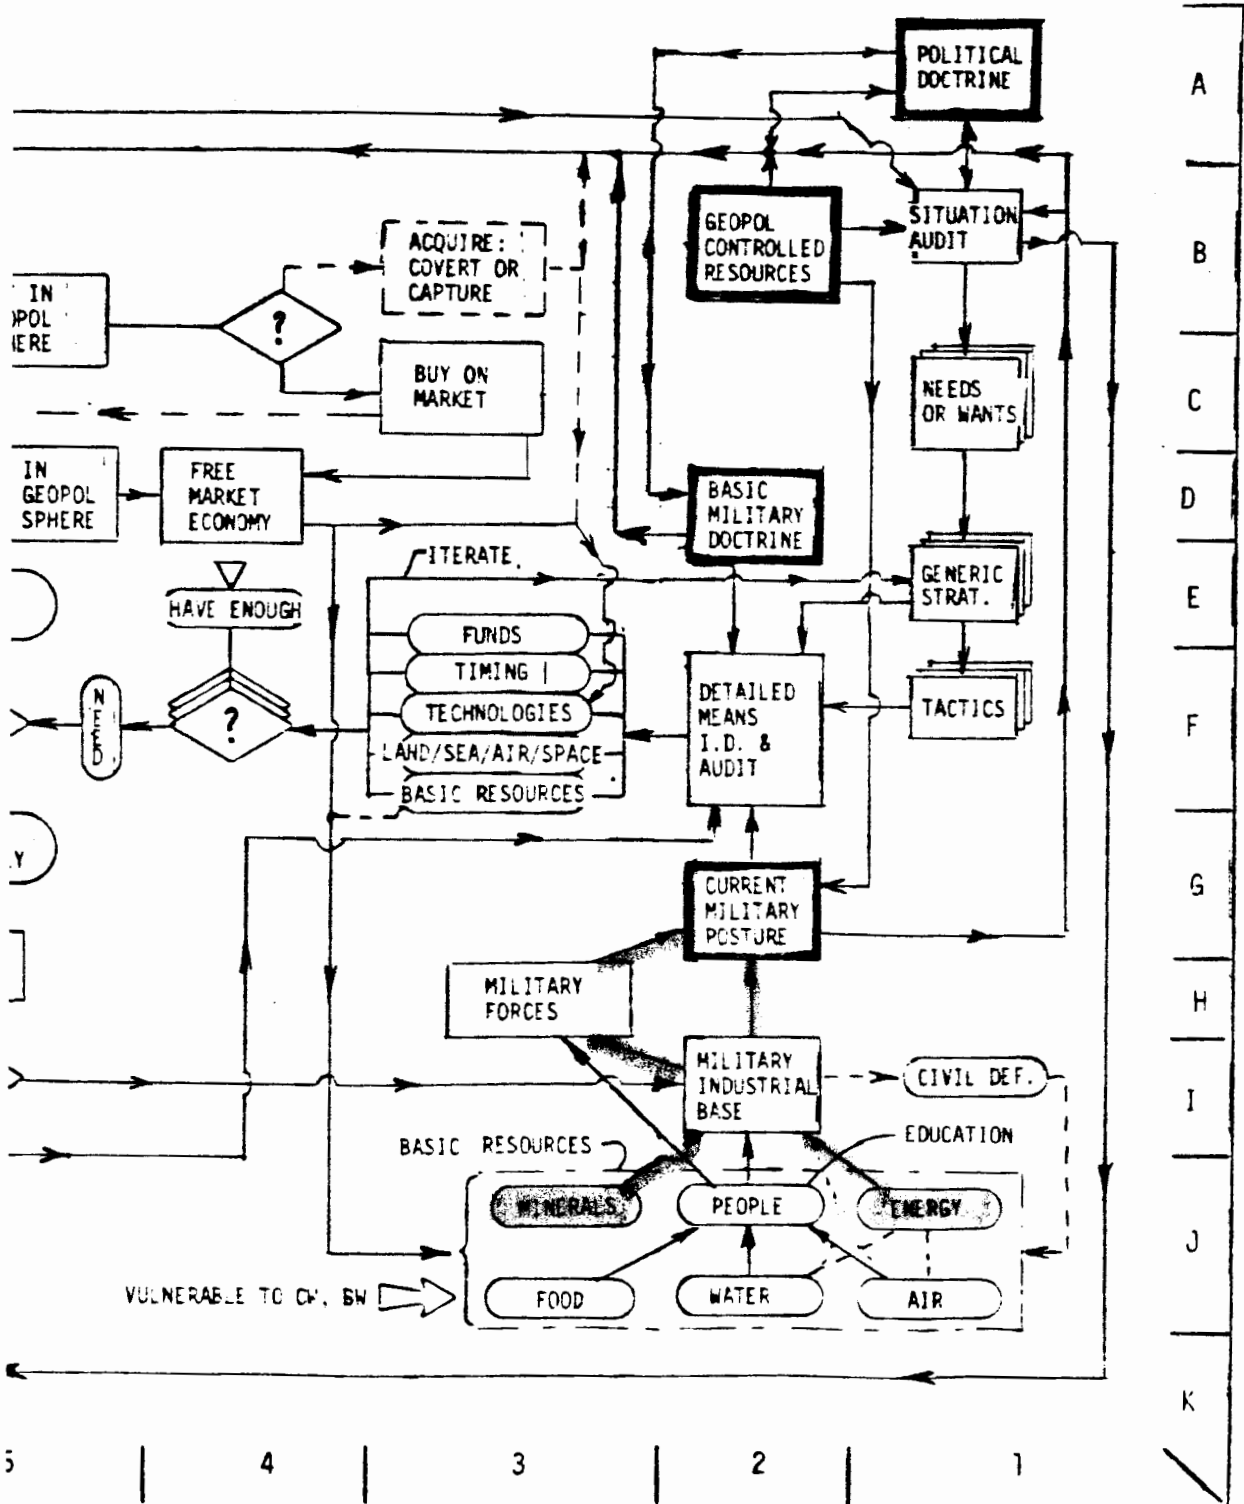 POLITICAL
DOCTRINE
A
GEOPOL
CONTROLLED
RESOURCES
SITUATION
AUDIT
B
ACQUIRE:
COVERT OR
CAPTURE
IN
?
BUY ON
MARKET
NEEDS
OR WANTS
C
IN
GEOPOL
SPHERE
FREE
MARKET
ECONOMY
BASIC
MILITARY
DOCTRINE
D
ITERATE.
GENERIC
STRAT.
E
HAVE ENOUGH
FUNDS
TIMING
TECHNOLOGIES
LAND/SEA/AIR/SPACE
BASIC RESOURCES
NEED
?
DETAILED
MEANS
I.D. &
AUDIT
TACTICS
F
CURRENT
MILITARY
POSTURE
G
MILITARY
FORCES
H
MILITARY
INDUSTRIAL
BASE
CIVIL DEF.
I
BASIC RESOURCES
EDUCATION
MINERALS
PEOPLE
ENERGY
J
VULNERABLE TO CW, BW
FOOD
WATER
AIR
K
5
4
3
2
1